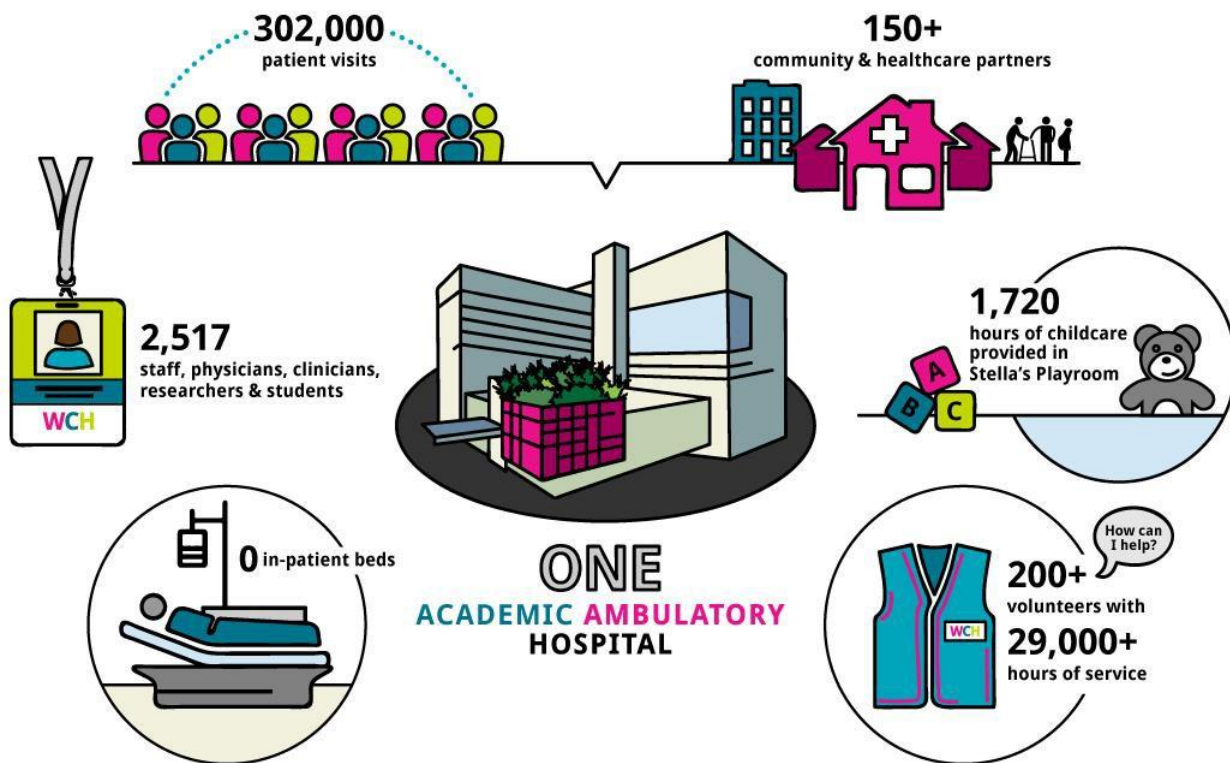 302,000
patient visits
150+
community & healthcare partners
2,517
staff, physicians, clinicians,
researchers & students
WCH
1,720
hours of childcare
provided in
Stella's Playroom
A
B
C
0 in-patient beds
ONE
ACADEMIC AMBULATORY
HOSPITAL
How can
I help?
200+
volunteers with
29,000+
hours of service
WCH